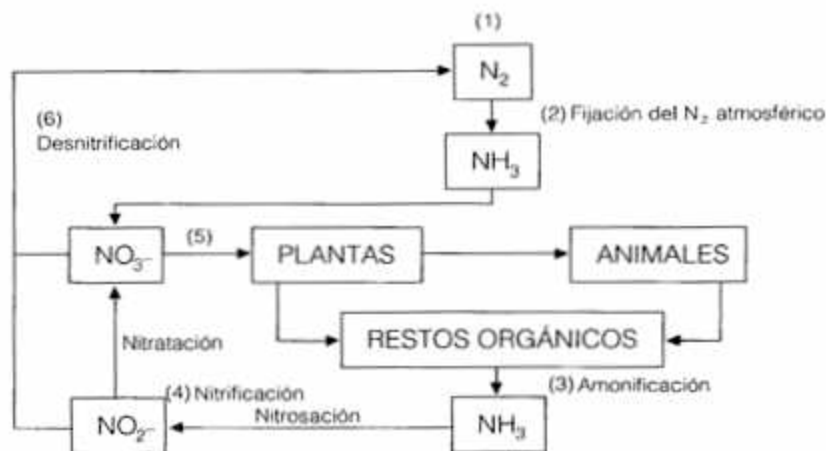 (1)
N₂
(2) Fijación del N₂ atmosférico
(6)
Desnitrificación
NH₃
NO₃⁻
(5)
PLANTAS
ANIMALES
Nitratación
RESTOS ORGÁNICOS
(3) Amonificación
(4) Nitrificación
Nitrosación
NO₂⁻
NH₃